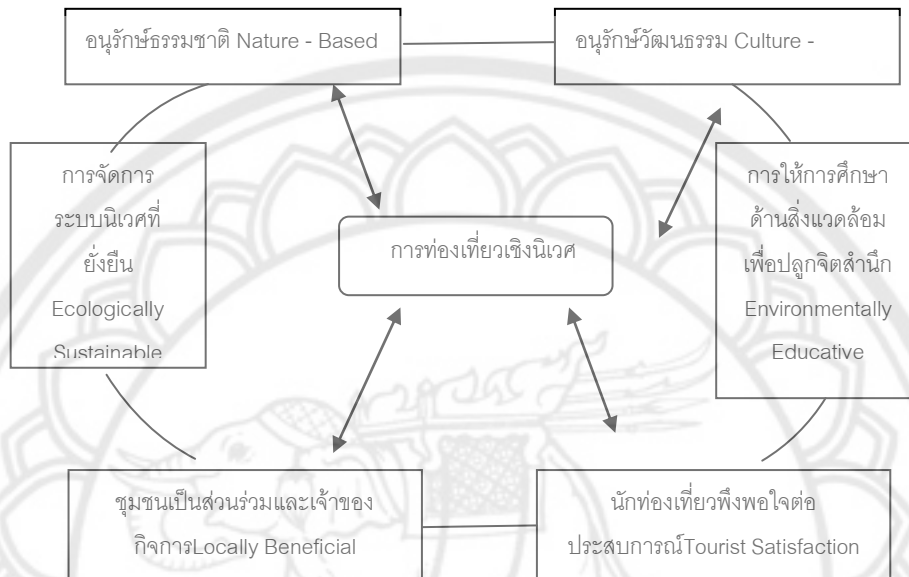 อนุรักษ์ธรรมชาติ Nature - Based
อนุรักษ์วัฒนธรรม Culture -
การจัดการ
ระบบนิเวศที่
ยั่งยืน
Ecologically
Sustainable
การท่องเที่ยวเชิงนิเวศ
การให้การศึกษา
ด้านสิ่งแวดล้อม
เพื่อปลูกจิตสำนึก
Environmentally
Educative
ชุมชนเป็นส่วนร่วมและเจ้าของ
กิจการLocally Beneficial
นักท่องเที่ยวพึงพอใจต่อ
ประสบการณ์Tourist Satisfaction